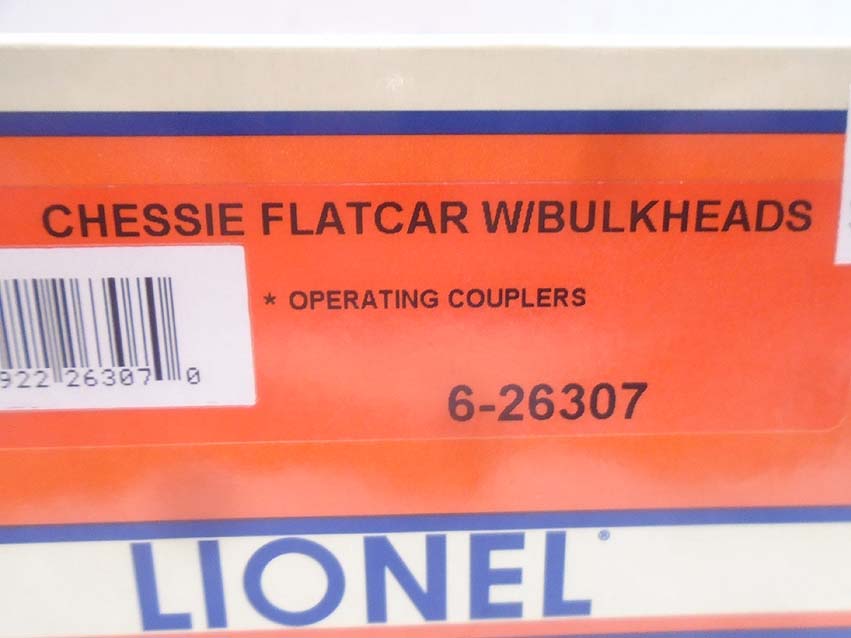 CHESSIE FLATCAR W/BULKHEADS
* OPERATING COUPLERS
922 26307 0
6-26307
LIONEL®